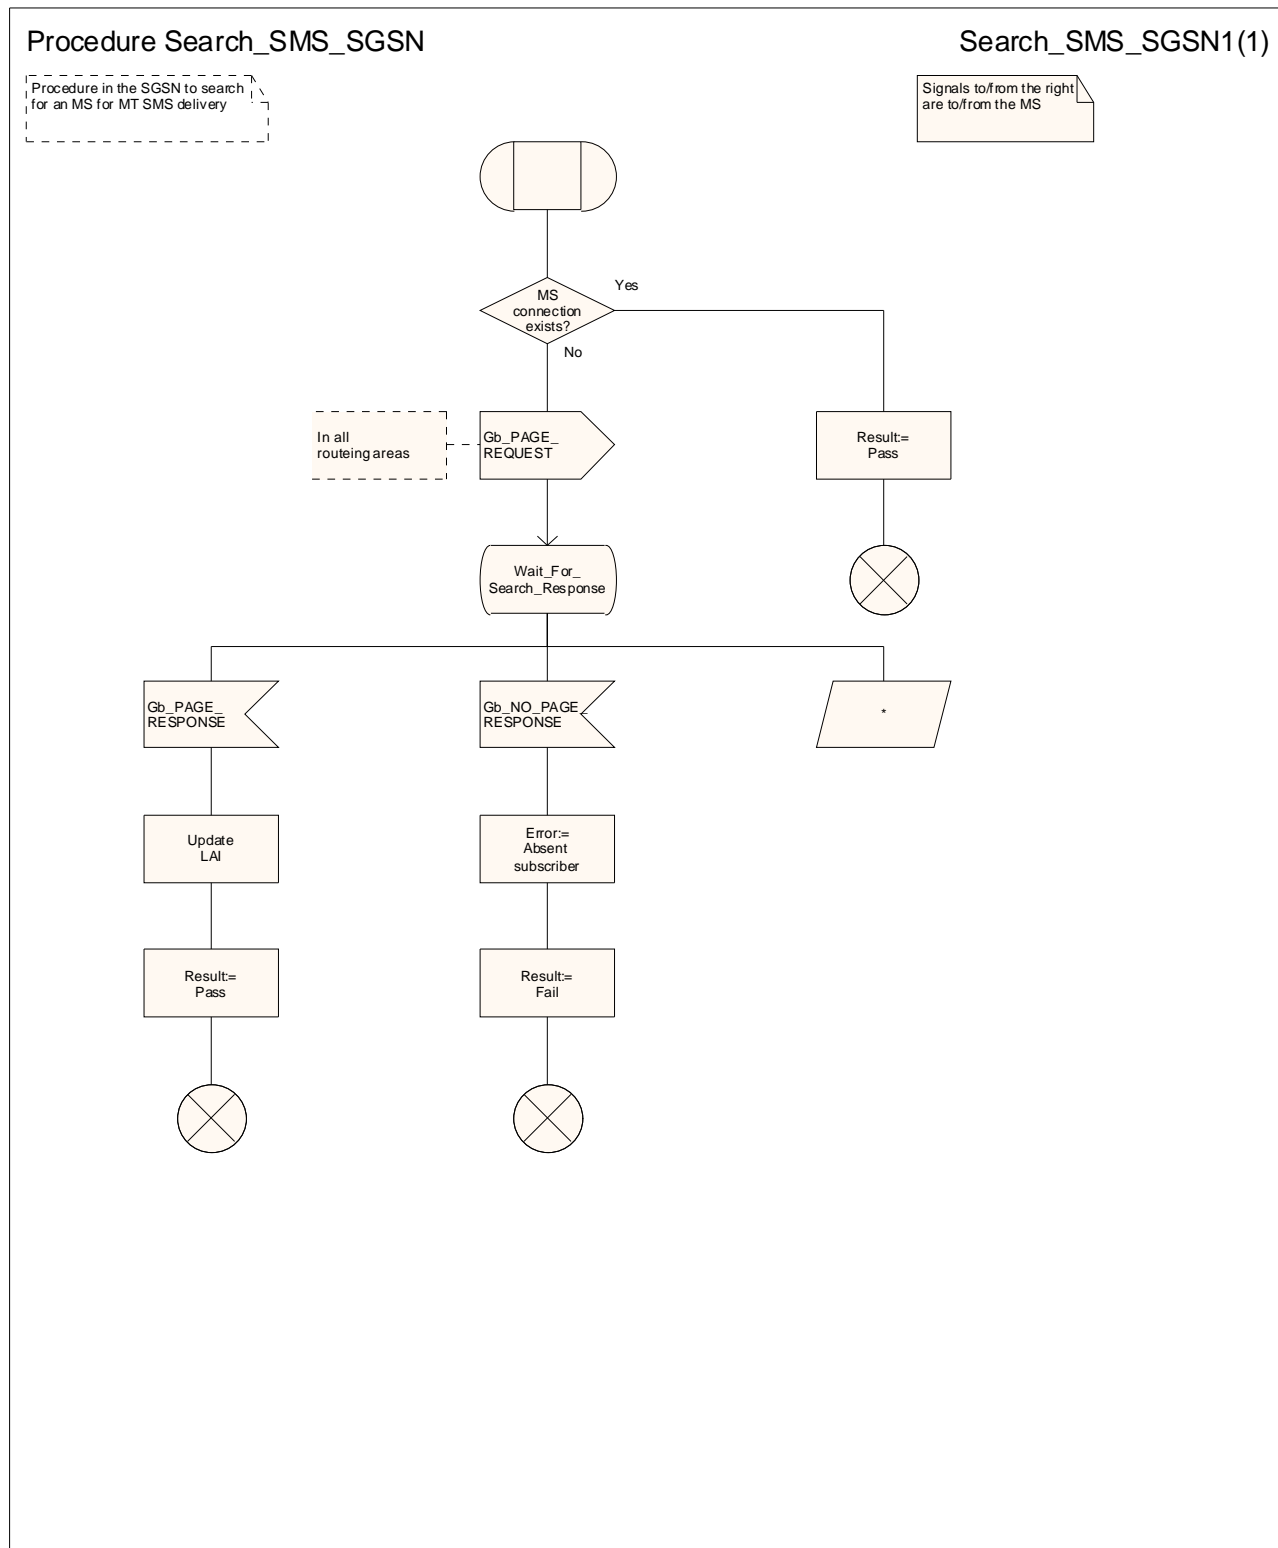 Procedure Search_SMS_SGSN
Search_SMS_SGSN1(1)
Procedure in the SGSN to search
for an MS for MT SMS delivery
Signals to/from the right
are to/from the MS
MS
connection
exists?
Yes
No
In all
routeing areas
Gb_PAGE_
REQUEST
Result:=
Pass
Wait_For_
Search_Response
Gb_PAGE_
RESPONSE
Gb_NO_PAGE_
RESPONSE
*
Update
LAI
Error:=
Absent
subscriber
Result:=
Pass
Result:=
Fail